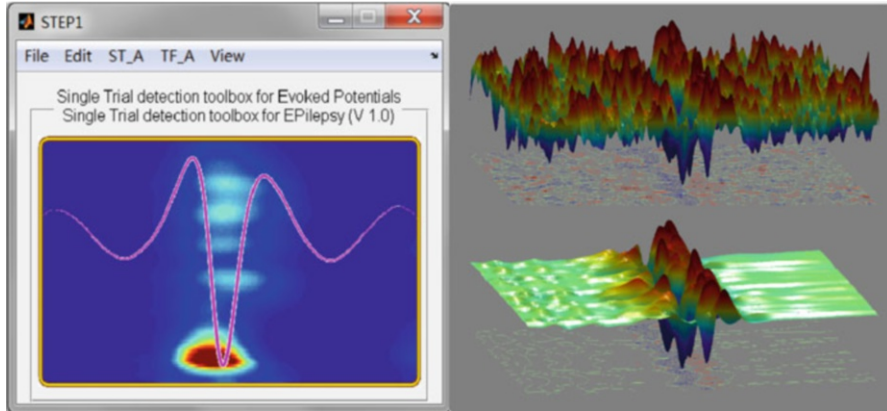 STEP1
File Edit ST_A TF_A View
Single Trial detection toolbox for Evoked Potentials
Single Trial detection toolbox for EPilepsy (V 1.0)